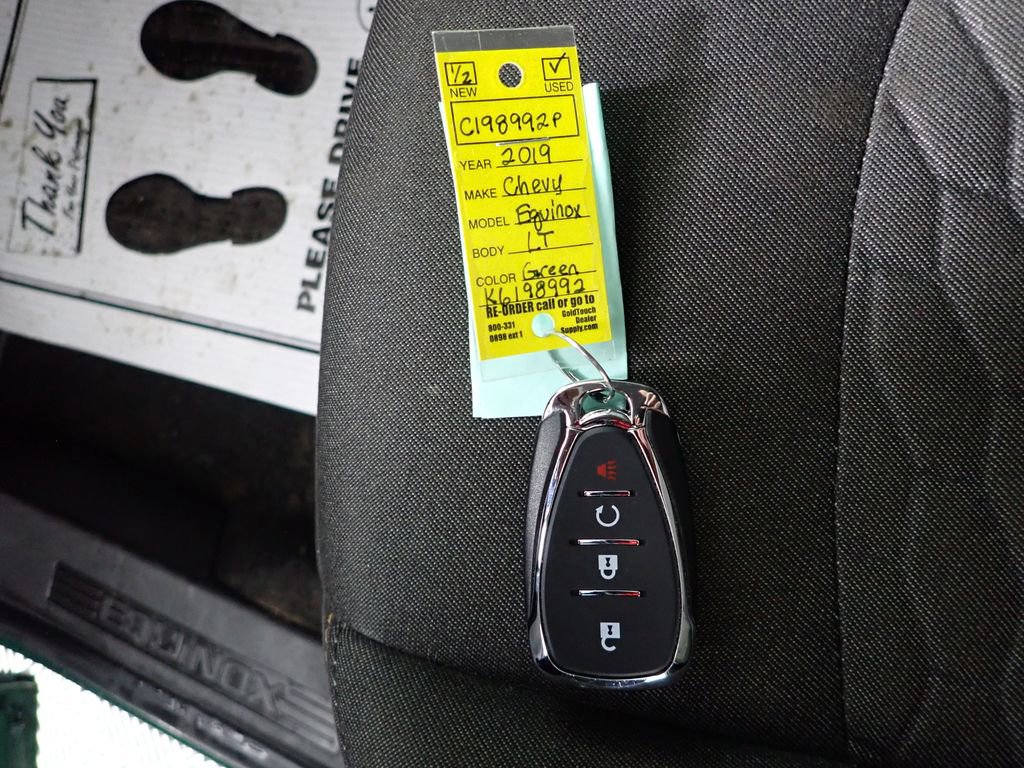 1/2 ✓
NEW USED
C198992P
YEAR 2019
MAKE Chevy
MODEL Equinox
BODY LT
COLOR Green
K6198992
RE-ORDER call or go to
800-331
0898 ext 1
GoldTouch
Dealer
Supply.com
Thank You
PLEASE DRIVE
EQUINOX